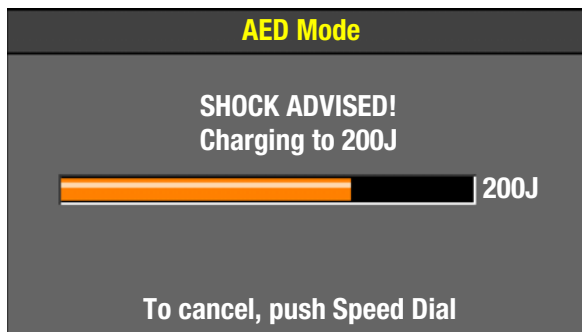 AED Mode
SHOCK ADVISED!
Charging to 200J
200J
To cancel, push Speed Dial